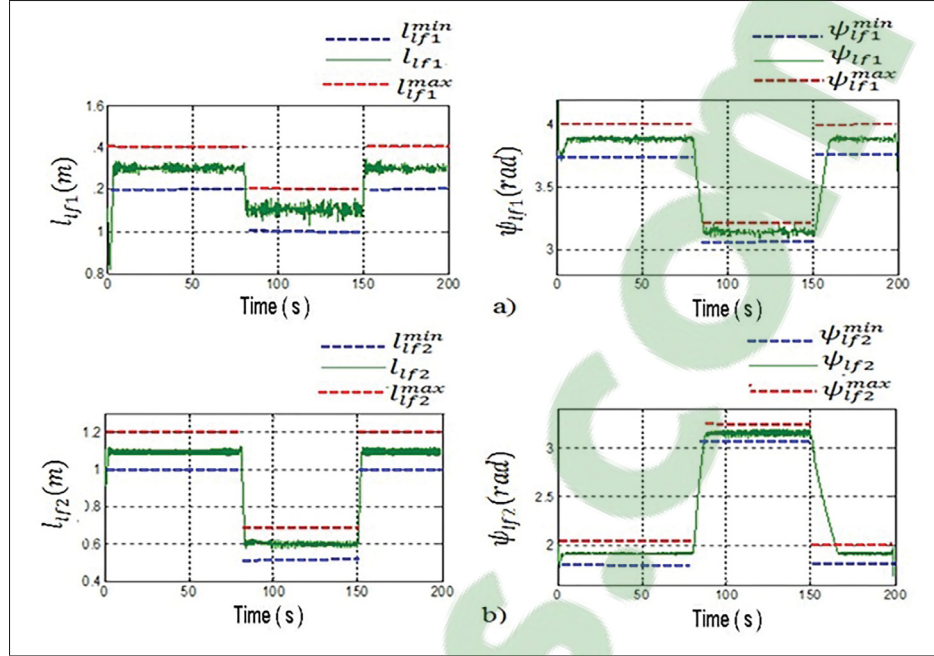 l_{lf1}^{min}
l_{lf1}
l_{lf1}^{max}
l_{lf1}(m)
1.6
.4
.2
1
0.8
0 50 100 150 200
Time (s)
ψ_{lf1}^{min}
ψ_{lf1}
ψ_{lf1}^{max}
ψ_{lf1}(rad)
4
3.5
3
0 50 100 150 200
Time (s)
a)
l_{lf2}^{min}
l_{lf2}
l_{lf2}^{max}
l_{lf2}(m)
1.2
1
0.8
0.6
0.4
0 50 100 150 200
Time (s)
ψ_{lf2}^{min}
ψ_{lf2}
ψ_{lf2}^{max}
ψ_{lf2}(rad)
3
2.5
2
0 50 100 150 200
Time (s)
b)
s.com